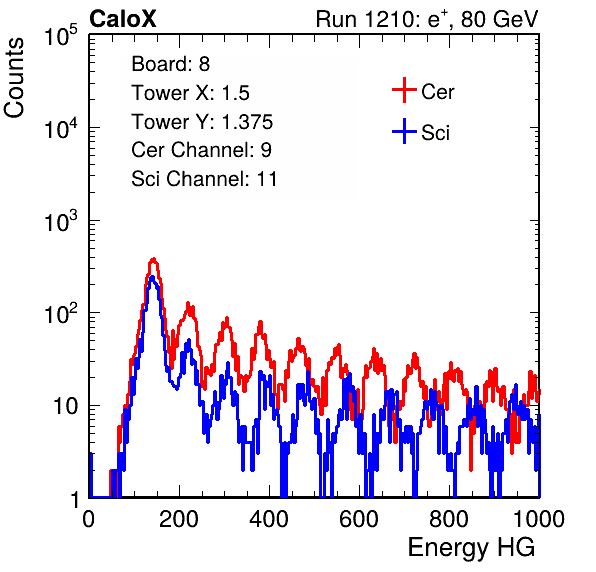 CaloX Run 1210: e⁺, 80 GeV
Counts
Board: 8
Tower X: 1.5
Tower Y: 1.375
Cer Channel: 9
Sci Channel: 11
Cer
Sci
10⁵
10⁴
10³
10²
10
1
0 200 400 600 800 1000
Energy HG